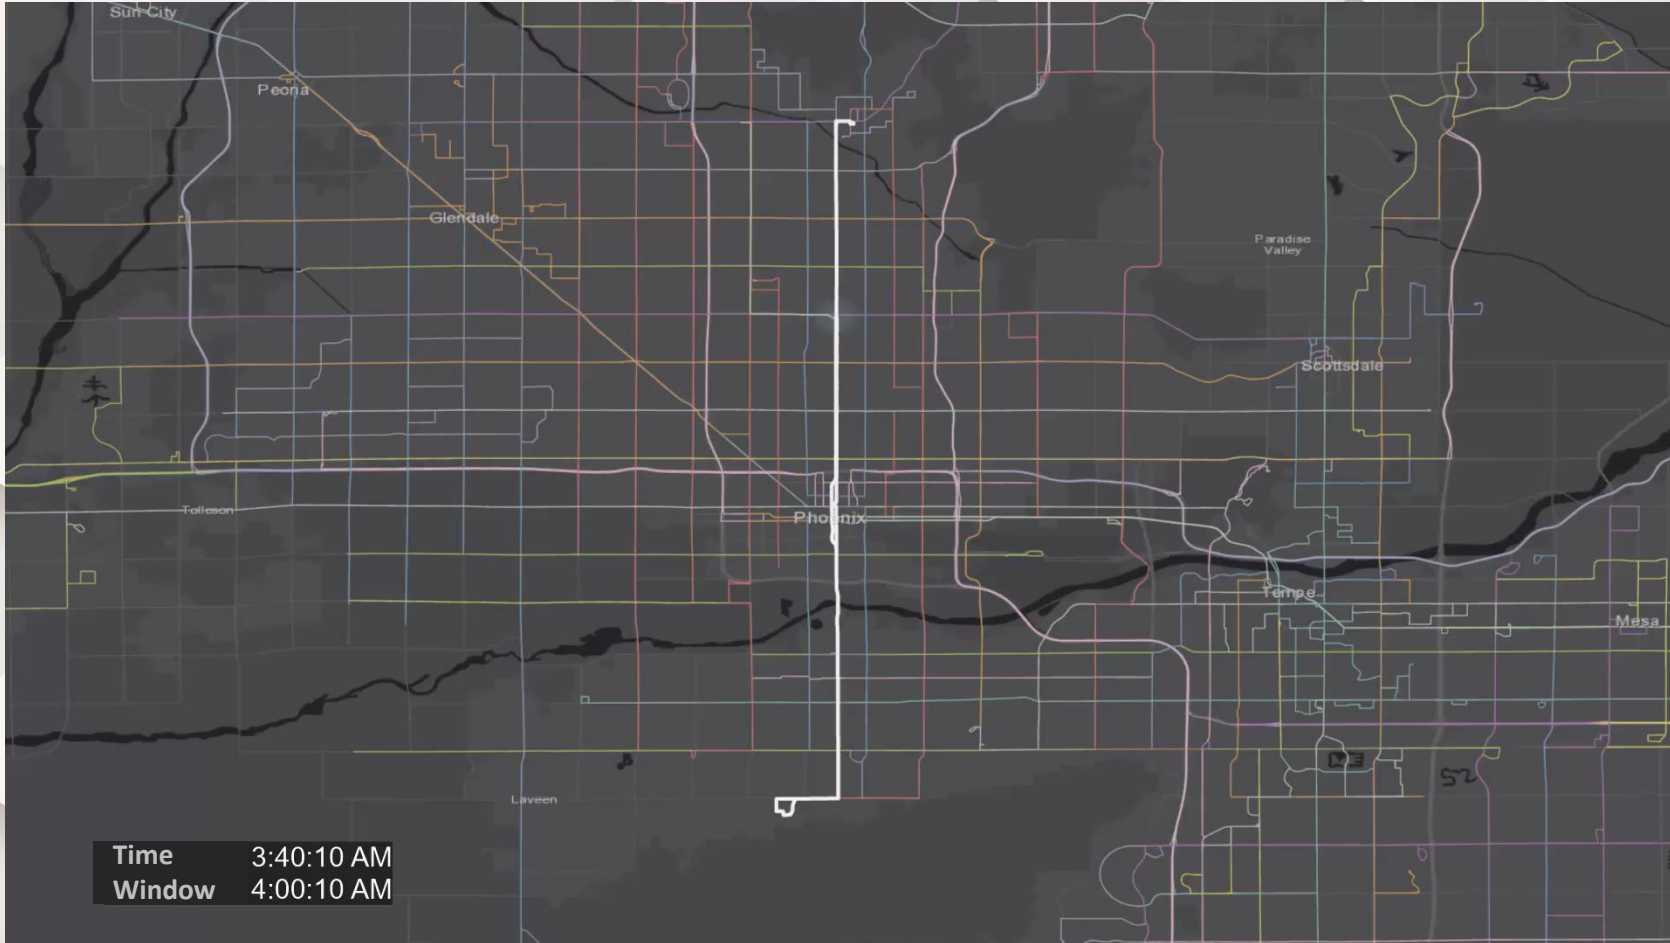 Sun City
Peoria
Glendale
Paradise
Valley
Scottsdale
Tolleson
Phoenix
Tempe
Mesa
Laveen
Time 3:40:10 AM
Window 4:00:10 AM